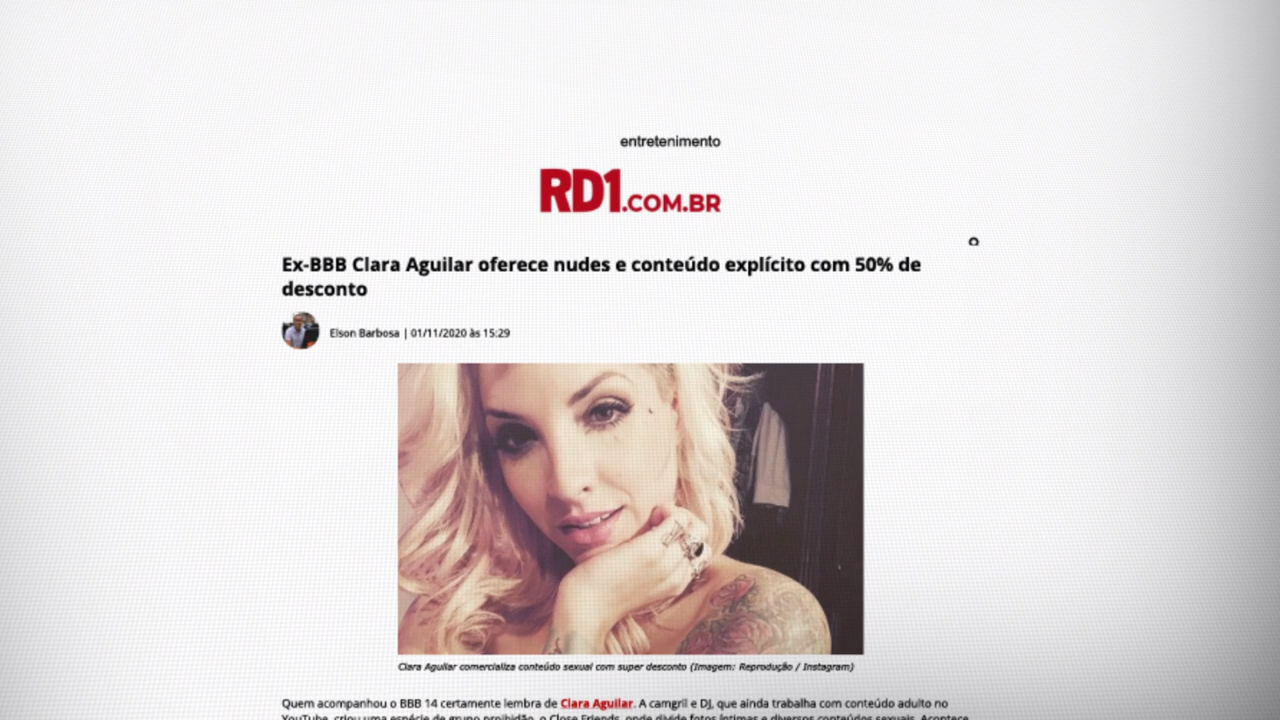 entretenimento
RD1.COM.BR
Ex-BBB Clara Aguilar oferece nudes e conteúdo explícito com 50% de
desconto
Elson Barbosa | 01/11/2020 às 15:29
Clara Aguilar comercializa conteúdo sexual com super desconto (Imagem: Reprodução / Instagram)
Quem acompanhou o BBB 14 certamente lembra de Clara Aguilar. A camgril e DJ, que ainda trabalha com conteúdo adulto no
YouTube, criou uma espécie de grupo proibidão, o Close Friends, onde divide fotos íntimas e diversos conteúdos sexuais. Acontece